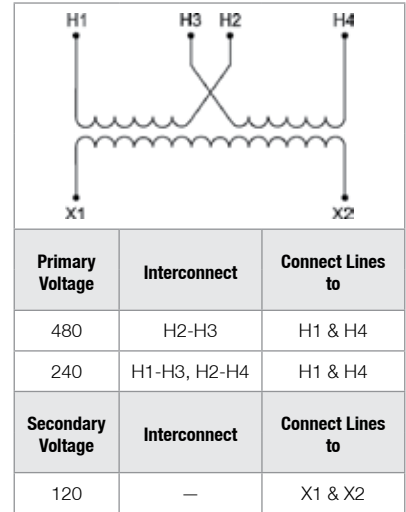 H1 H3 H2 H4
X1 X2
Primary Voltage Interconnect Connect Lines to
480 H2-H3 H1 & H4
240 H1-H3, H2-H4 H1 & H4
Secondary Voltage Interconnect Connect Lines to
120 — X1 & X2